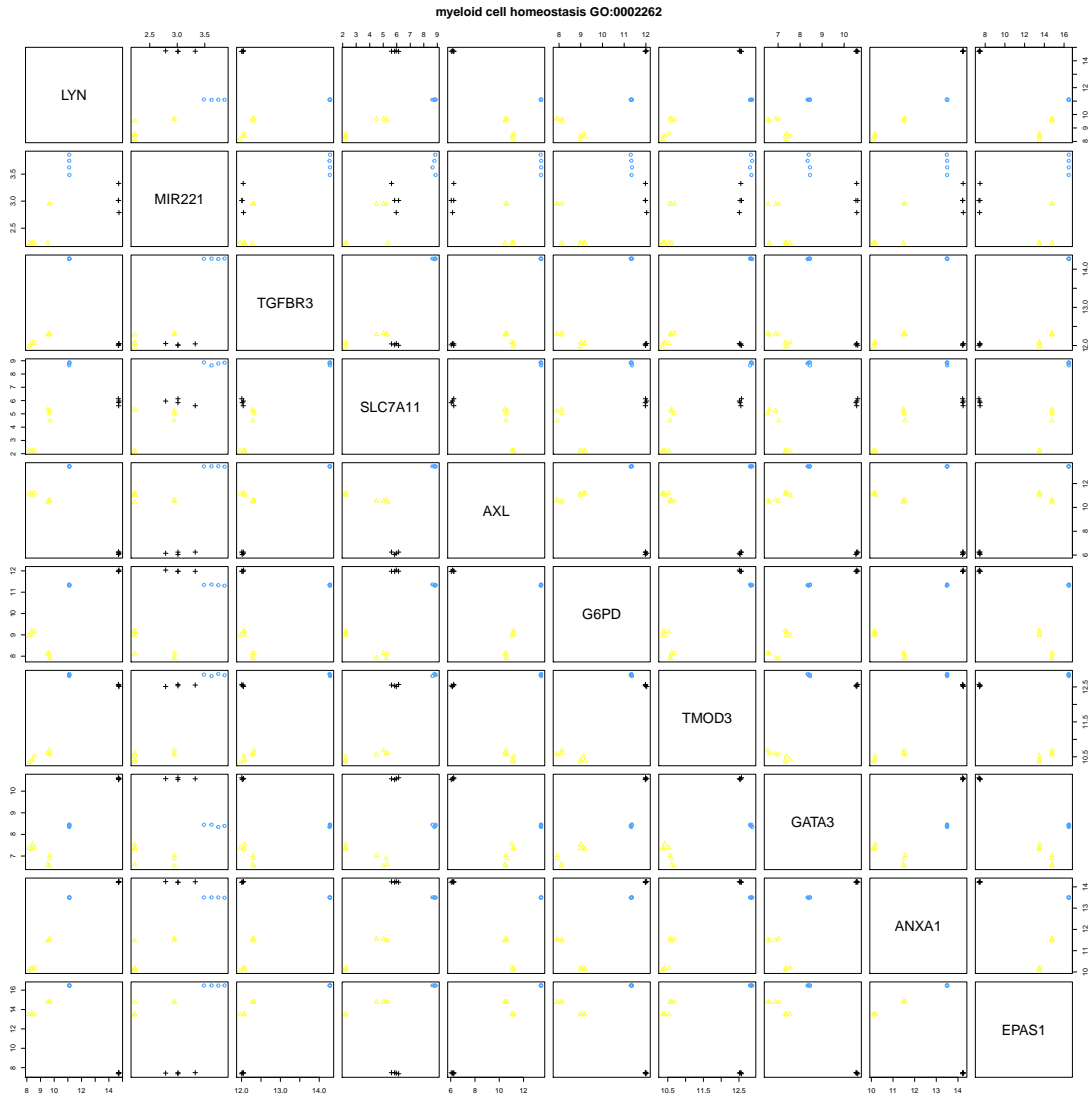 myeloid cell homeostasis GO:0002262
2.5 3.0 3.5
2 3 4 5 6 7 8 9
8 9 10 11 12
7 8 9 10
8 10 12 14 16
LYN
8 9 10 11 12 14
2.5 3.0 3.5
MIR221
TGFBR3
12.0 13.0 14.0
2 3 4 5 6 7 8 9
SLC7A11
AXL
6 8 10 12
8 9 10 11 12
G6PD
TMOD3
10.5 11.5 12.5
7 8 9 10
GATA3
ANXA1
10 11 12 13 14
8 10 12 14 16
EPAS1
8 9 10 12 14
12.0 13.0 14.0
6 8 10 12
10.5 11.5 12.5
10 11 12 13 14